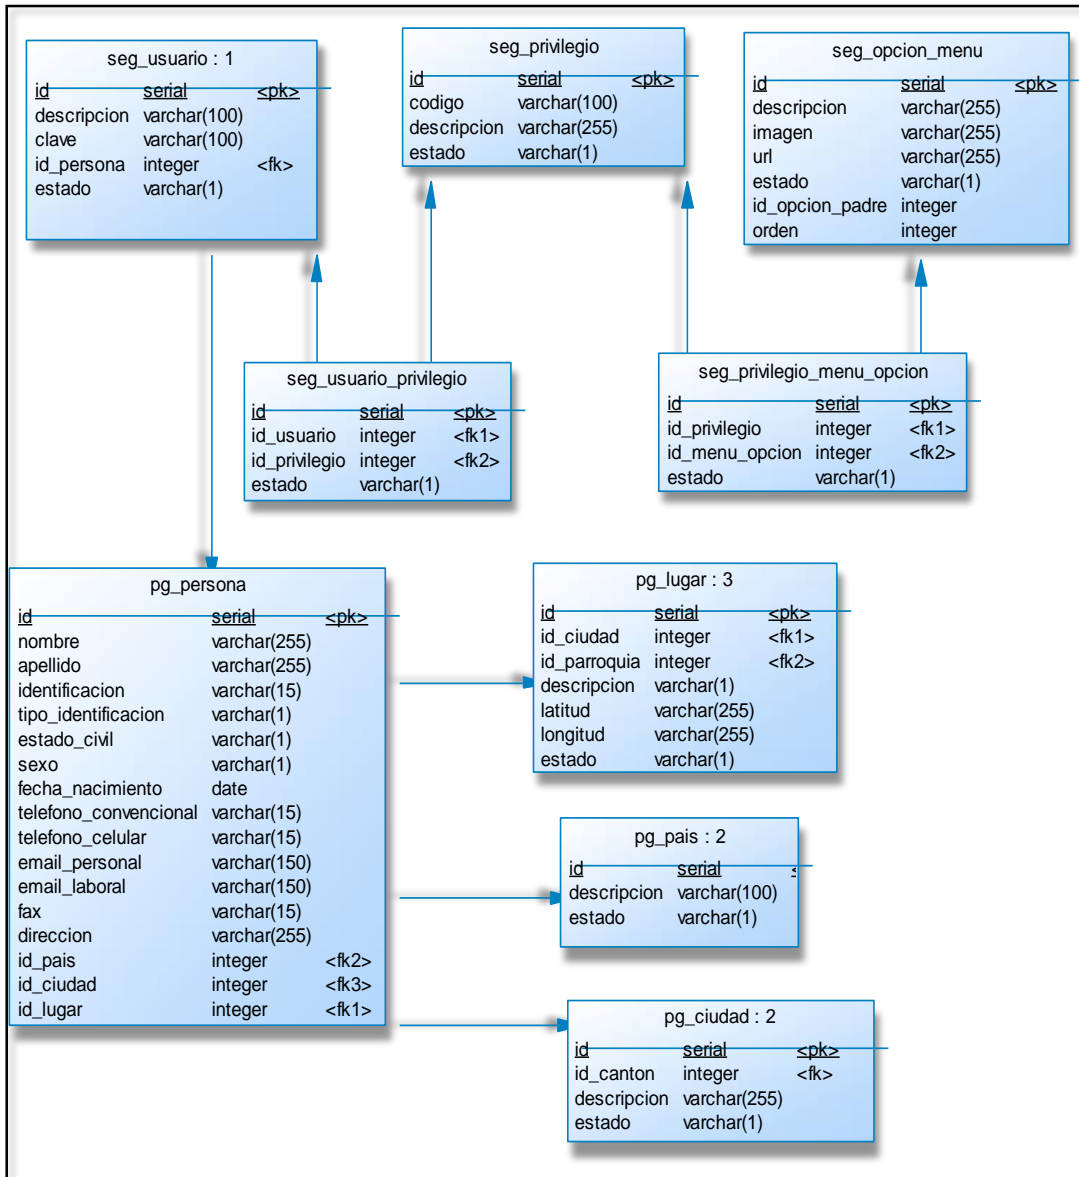 seg_usuario : 1
id serial <pk>
descripcion varchar(100)
clave varchar(100)
id_persona integer <fk>
estado varchar(1)
seg_privilegio
id serial <pk>
codigo varchar(100)
descripcion varchar(255)
estado varchar(1)
seg_opcion_menu
id serial <pk>
descripcion varchar(255)
imagen varchar(255)
url varchar(255)
estado varchar(1)
id_opcion_padre integer
orden integer
seg_usuario_privilegio
id serial <pk>
id_usuario integer <fk1>
id_privilegio integer <fk2>
estado varchar(1)
seg_privilegio_menu_opcion
id serial <pk>
id_privilegio integer <fk1>
id_menu_opcion integer <fk2>
estado varchar(1)
pg_persona
id serial <pk>
nombre varchar(255)
apellido varchar(255)
identificacion varchar(15)
tipo_identificacion varchar(1)
estado_civil varchar(1)
sexo varchar(1)
fecha_nacimiento date
telefono_convencional varchar(15)
telefono_celular varchar(15)
email_personal varchar(150)
email_laboral varchar(150)
fax varchar(15)
direccion varchar(255)
id_pais integer <fk2>
id_ciudad integer <fk3>
id_lugar integer <fk1>
pg_lugar : 3
id serial <pk>
id_ciudad integer <fk1>
id_parroquia integer <fk2>
descripcion varchar(1)
latitud varchar(255)
longitud varchar(255)
estado varchar(1)
pg_pais : 2
id serial <
descripcion varchar(100)
estado varchar(1)
pg_ciudad : 2
id serial <pk>
id_canton integer <fk>
descripcion varchar(255)
estado varchar(1)